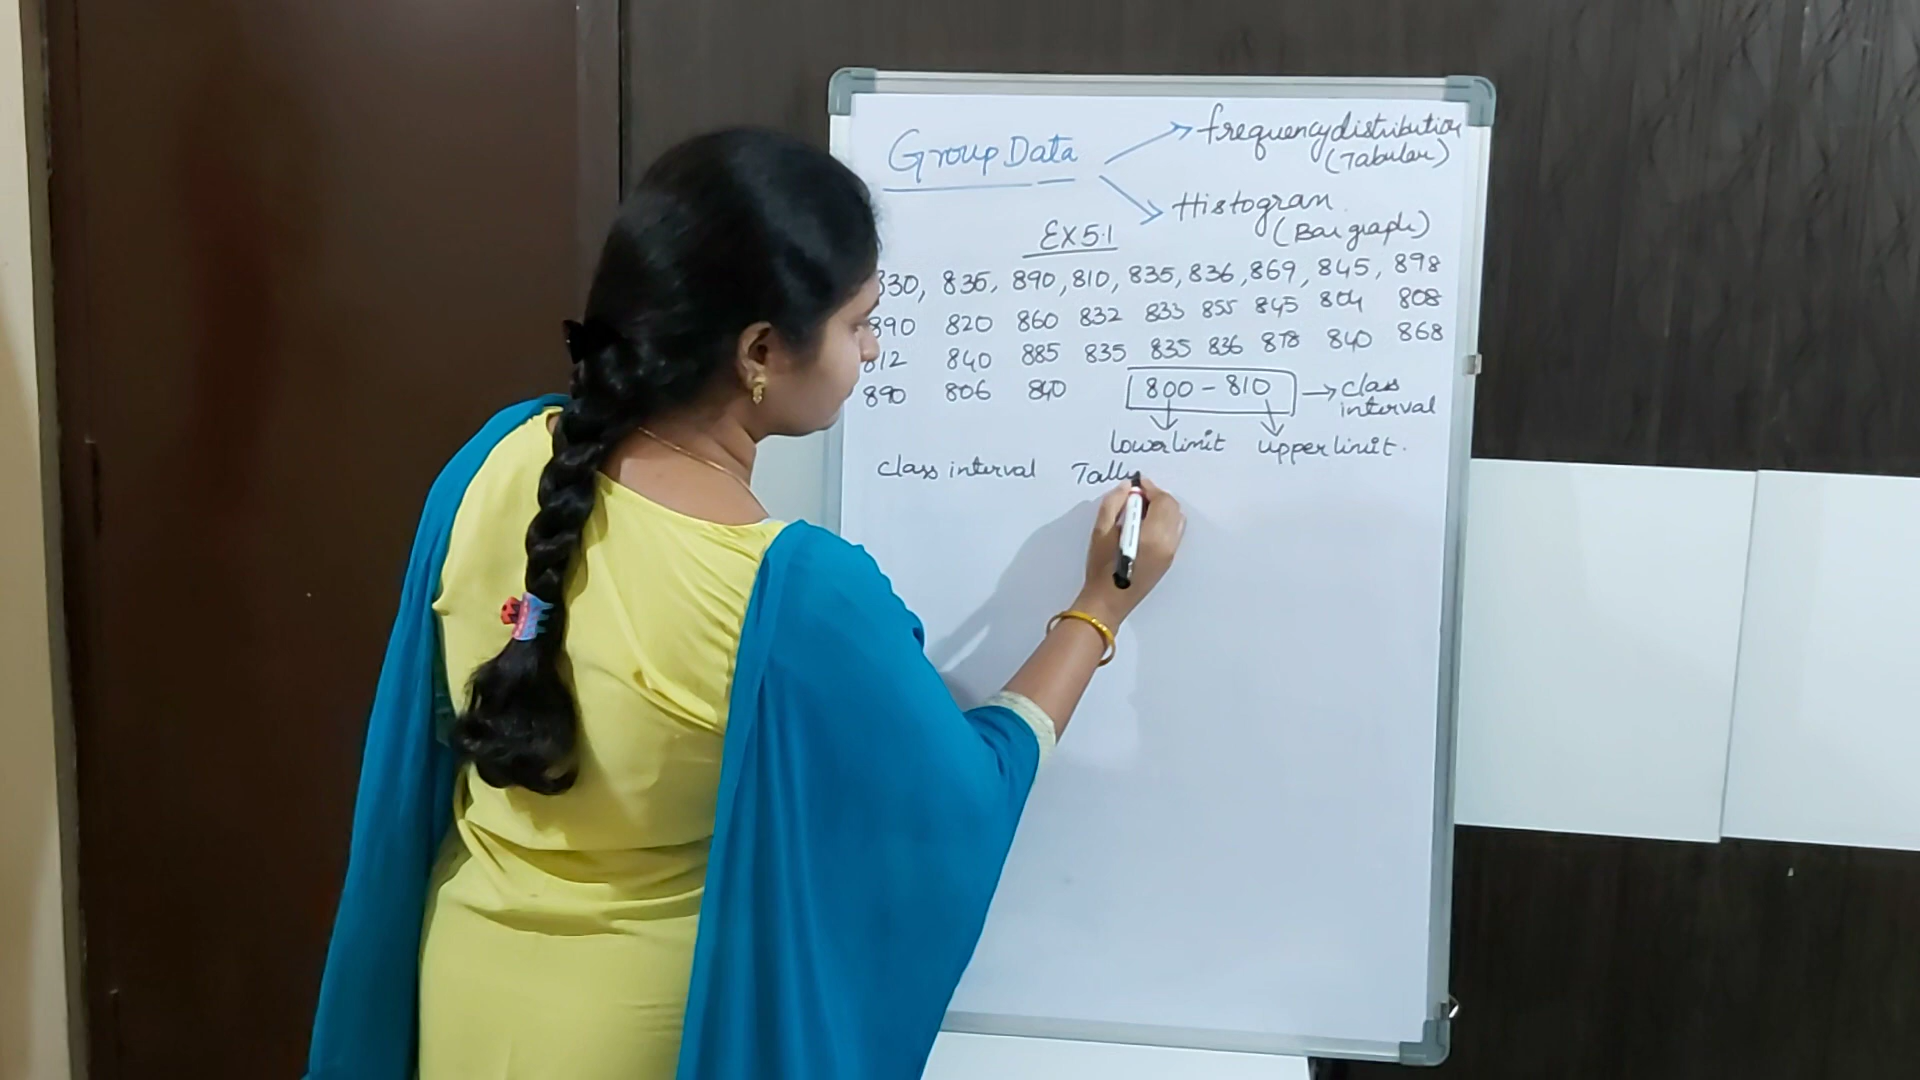 Group Data
frequency distribution
(Tabular)
Histogram
(Bar graph)
EX 5.1
830, 835, 890, 810, 835, 836, 869, 845, 898
890 820 860 832 833 855 845 804 808
812 840 885 835 835 836 878 840 868
890 806 840 800 - 810 class
interval
lower limit upper limit.
class interval Tally